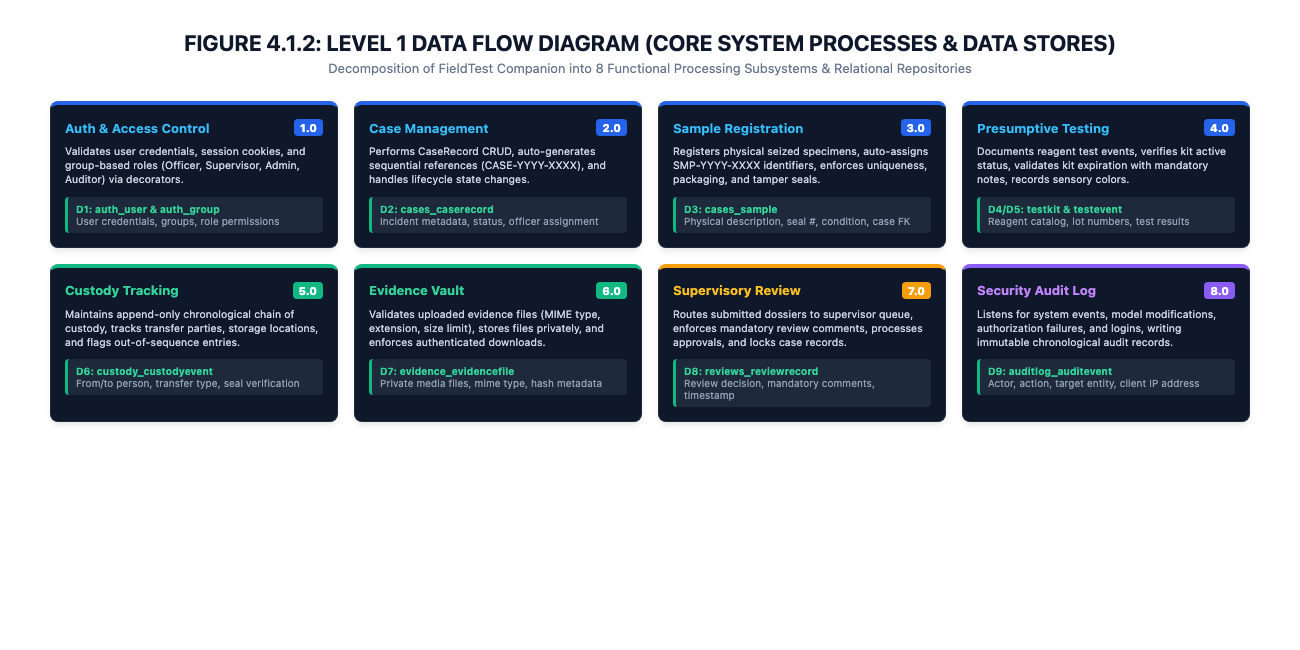 FIGURE 4.1.2: LEVEL 1 DATA FLOW DIAGRAM (CORE SYSTEM PROCESSES & DATA STORES)
Decomposition of FieldTest Companion into 8 Functional Processing Subsystems & Relational Repositories
Auth & Access Control
1.0
Validates user credentials, session cookies, and
group-based roles (Officer, Supervisor, Admin,
Auditor) via decorators.
D1: auth_user & auth_group
User credentials, groups, role permissions
Case Management
2.0
Performs CaseRecord CRUD, auto-generates
sequential references (CASE-YYYY-XXXX), and
handles lifecycle state changes.
D2: cases_caserecord
Incident metadata, status, officer assignment
Sample Registration
3.0
Registers physical seized specimens, auto-assigns
SMP-YYYY-XXXX identifiers, enforces uniqueness,
packaging, and tamper seals.
D3: cases_sample
Physical description, seal #, condition, case FK
Presumptive Testing
4.0
Documents reagent test events, verifies kit active
status, validates kit expiration with mandatory
notes, records sensory colors.
D4/D5: testkit & testevent
Reagent catalog, lot numbers, test results
Custody Tracking
5.0
Maintains append-only chronological chain of
custody, tracks transfer parties, storage locations,
and flags out-of-sequence entries.
D6: custody_custodyevent
From/to person, transfer type, seal verification
Evidence Vault
6.0
Validates uploaded evidence files (MIME type,
extension, size limit), stores files privately, and
enforces authenticated downloads.
D7: evidence_evidencefile
Private media files, mime type, hash metadata
Supervisory Review
7.0
Routes submitted dossiers to supervisor queue,
enforces mandatory review comments, processes
approvals, and locks case records.
D8: reviews_reviewrecord
Review decision, mandatory comments,
timestamp
Security Audit Log
8.0
Listens for system events, model modifications,
authorization failures, and logins, writing
immutable chronological audit records.
D9: auditlog_auditevent
Actor, action, target entity, client IP address